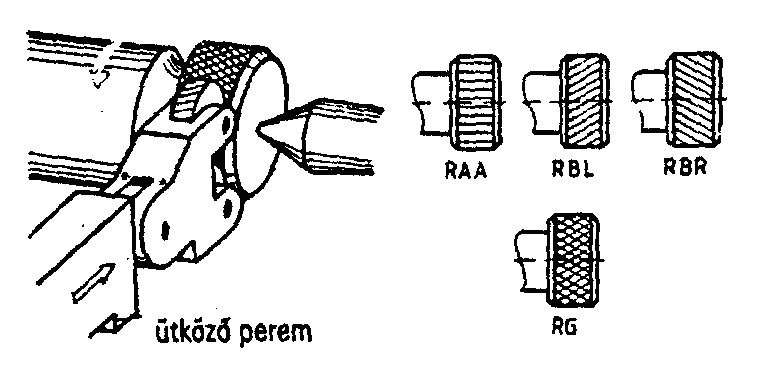 RAA RBL RBR
RG
ütköző perem